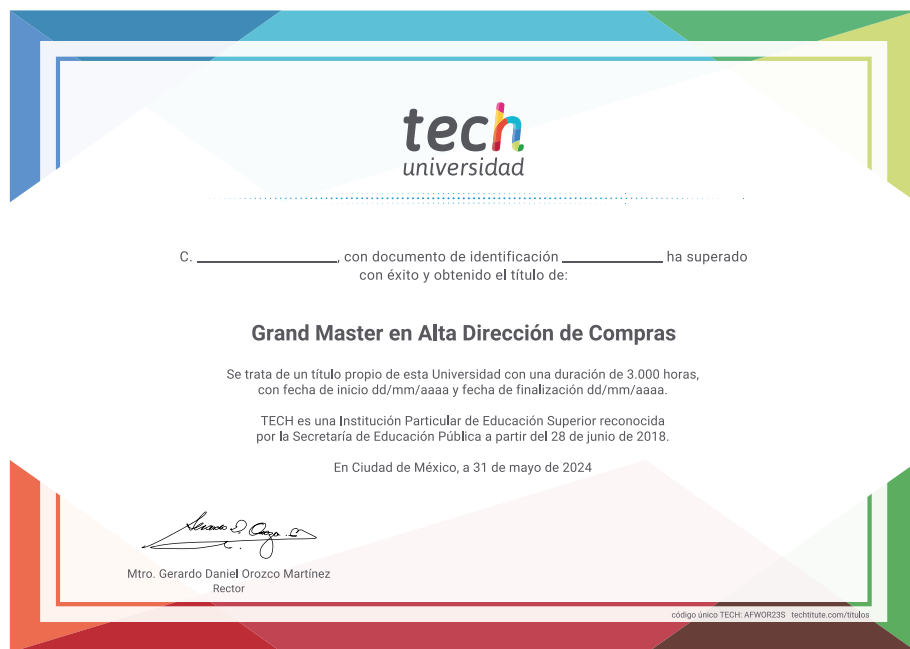 tech
universidad
C. ____________, con documento de identificación ____________ ha superado
con éxito y obtenido el título de:
Grand Master en Alta Dirección de Compras
Se trata de un título propio de esta Universidad con una duración de 3.000 horas,
con fecha de inicio dd/mm/aaaa y fecha de finalización dd/mm/aaaa.
TECH es una Institución Particular de Educación Superior reconocida
por la Secretaría de Educación Pública a partir del 28 de junio de 2018.
En Ciudad de México, a 31 de mayo de 2024
Mtro. Gerardo Daniel Orozco Martínez
Rector
código único TECH: AFWOR23S techtitute.com/titulos